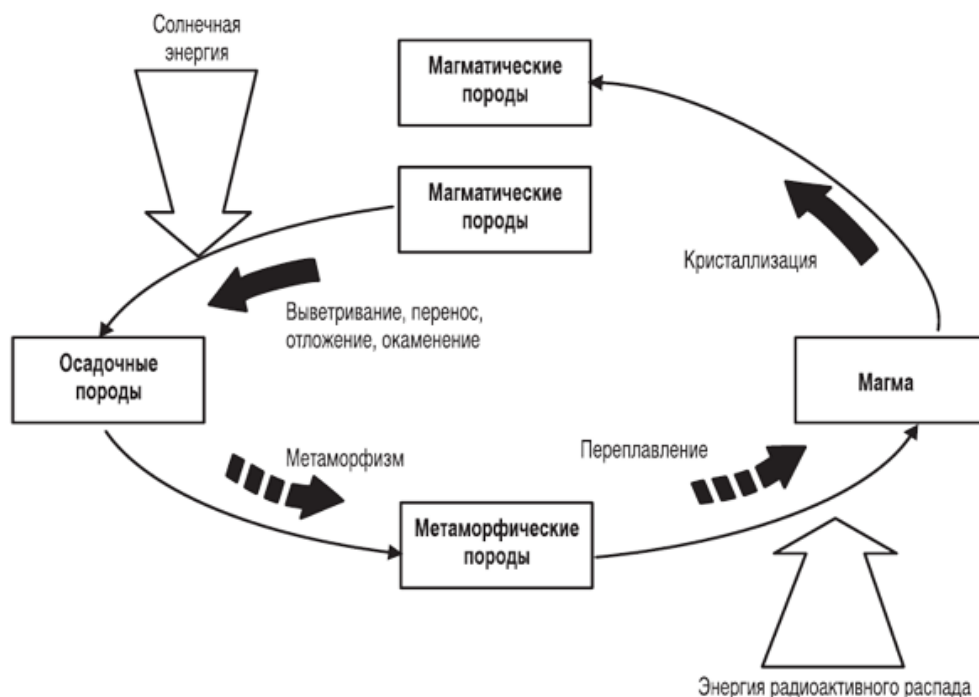 Солнечная
энергия
Магматические
породы
Магматические
породы
Кристаллизация
Выветривание, перенос,
отложение, окаменение
Осадочные
породы
Магма
Метаморфизм
Переплавление
Метаморфические
породы
Энергия радиоактивного распада